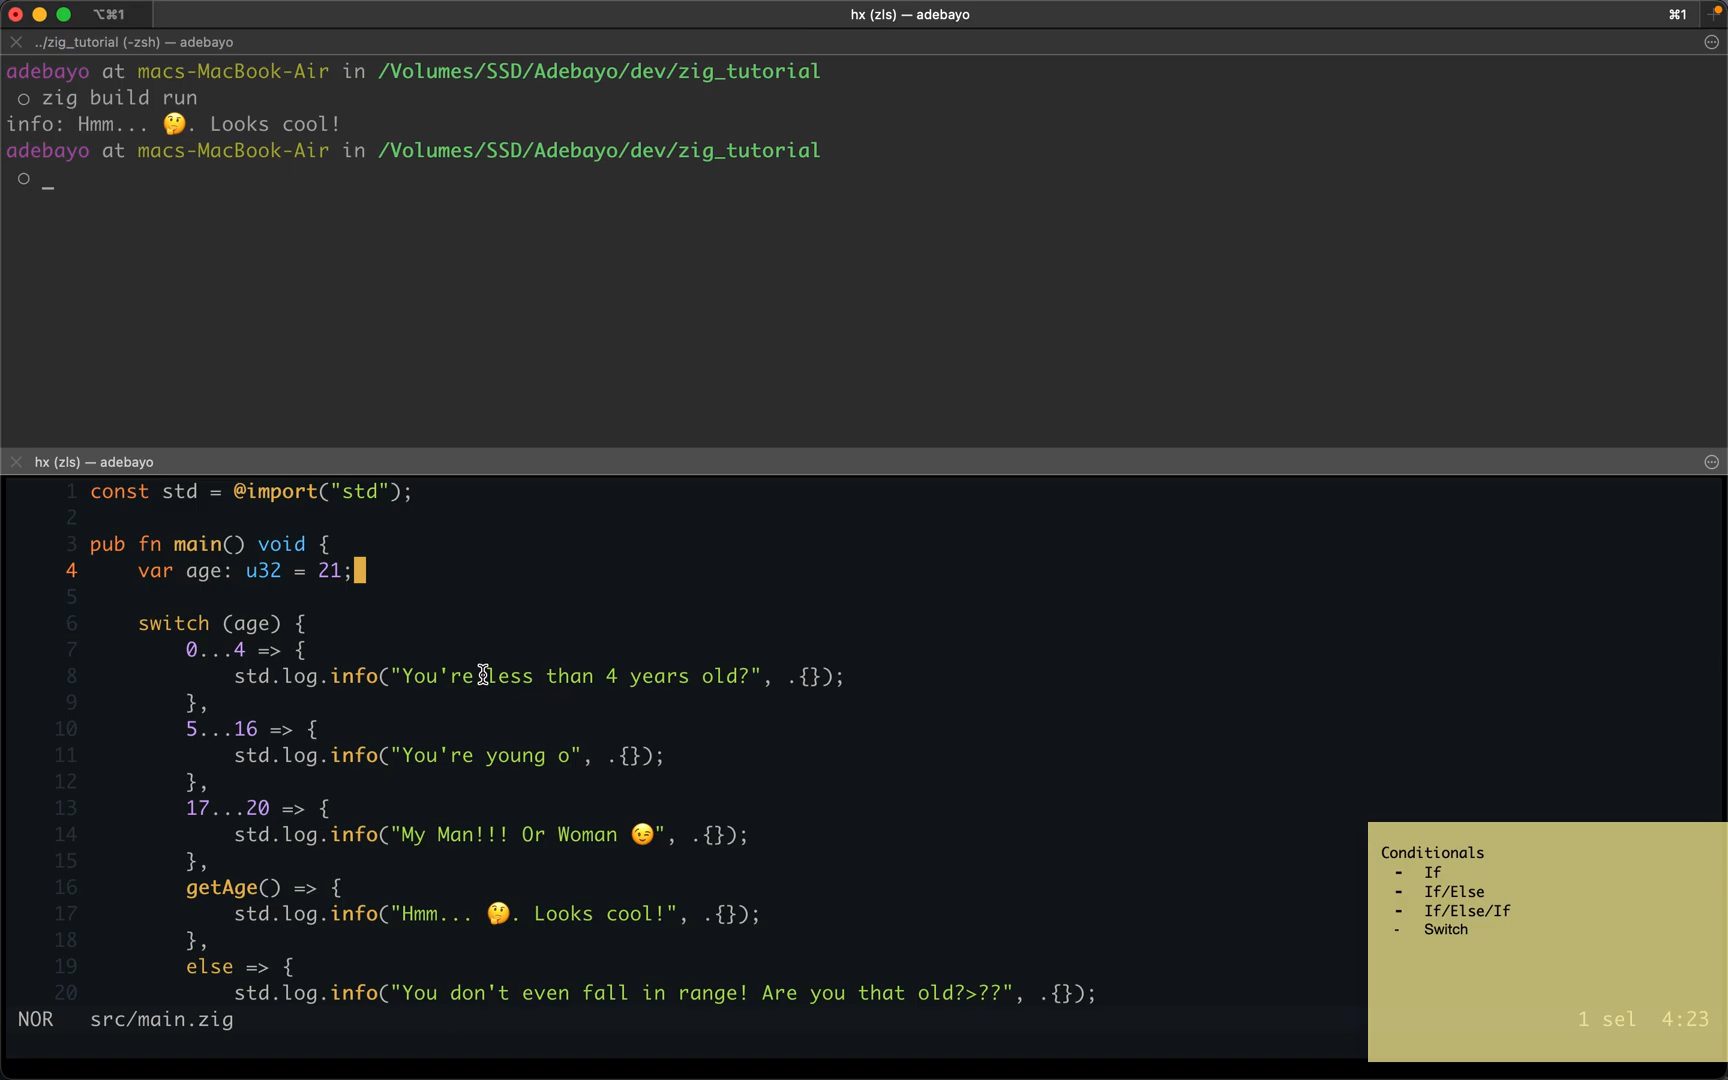 ⌥⌘1 hx (zls) — adebayo ⌘1
../zig_tutorial (-zsh) — adebayo
adebayo at macs-MacBook-Air in /Volumes/SSD/Adebayo/dev/zig_tutorial
○ zig build run
info: Hmm... 🤔. Looks cool!
adebayo at macs-MacBook-Air in /Volumes/SSD/Adebayo/dev/zig_tutorial
○ _
hx (zls) — adebayo
1 const std = @import("std");
2
3 pub fn main() void {
4     var age: u32 = 21;
5
6     switch (age) {
7         0...4 => {
8             std.log.info("You're less than 4 years old?", .{});
9         },
10         5...16 => {
11             std.log.info("You're young o", .{});
12         },
13         17...20 => {
14             std.log.info("My Man!!! Or Woman 😉", .{});
15         },
16         getAge() => {
17             std.log.info("Hmm... 🤔. Looks cool!", .{});
18         },
19         else => {
20             std.log.info("You don't even fall in range! Are you that old?>??", .{});
NOR src/main.zig 1 sel 4:23
Conditionals
- If
- If/Else
- If/Else/If
- Switch